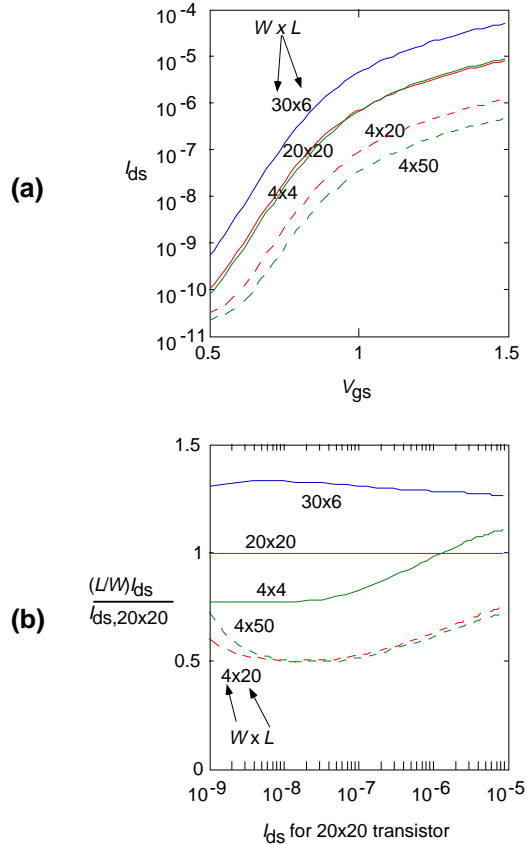 (a)
I_ds
10^-4
10^-5
10^-6
10^-7
10^-8
10^-9
10^-10
10^-11
W x L
30x6
20x20
4x4
4x20
4x50
0.5
1
1.5
V_gs
(b)
(L/W)I_ds
I_ds,20x20
1.5
1
0.5
0
30x6
20x20
4x4
4x50
4x20
W x L
10^-9
10^-8
10^-7
10^-6
10^-5
I_ds for 20x20 transistor